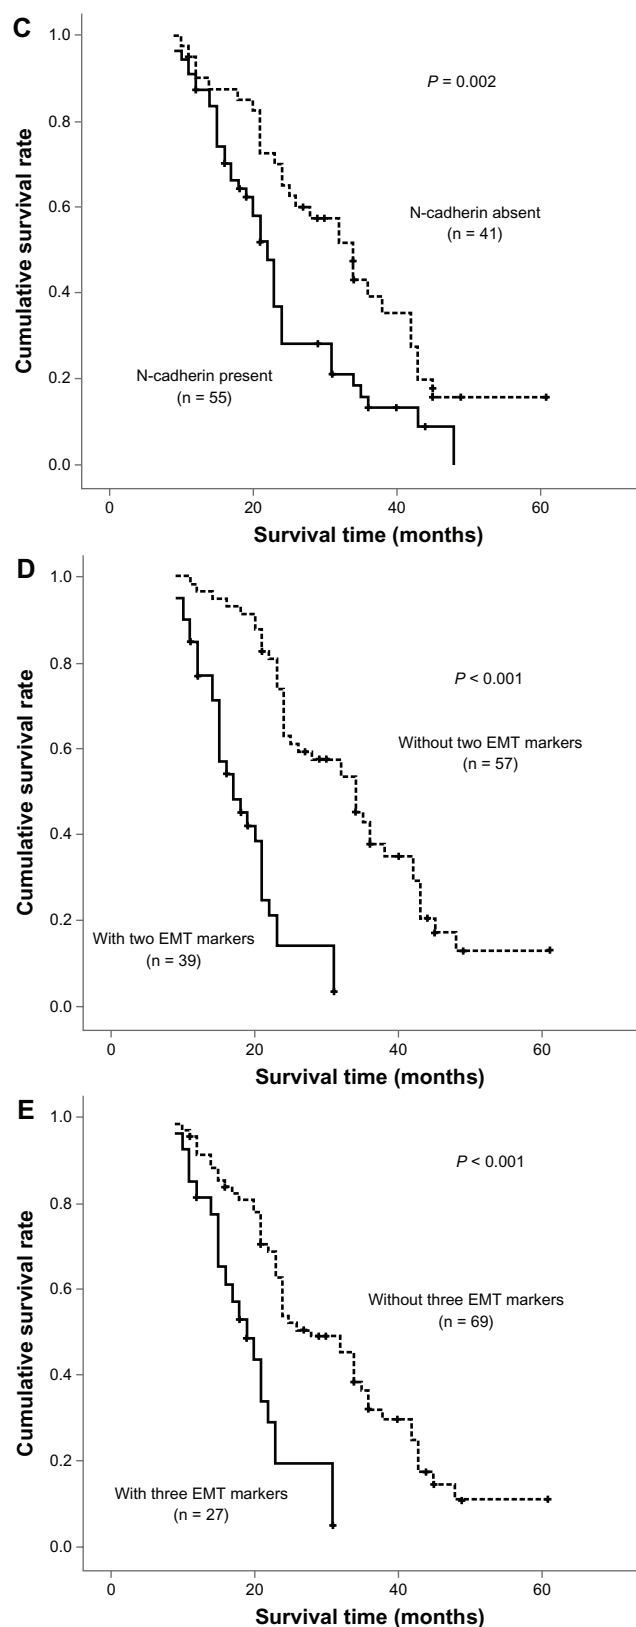 C
1.0
0.8
0.6
0.4
0.2
0.0
Cumulative survival rate
P = 0.002
N-cadherin absent
(n = 41)
N-cadherin present
(n = 55)
0 20 40 60
Survival time (months)
D
1.0
0.8
0.6
0.4
0.2
0.0
Cumulative survival rate
P < 0.001
Without two EMT markers
(n = 57)
With two EMT markers
(n = 39)
0 20 40 60
Survival time (months)
E
1.0
0.8
0.6
0.4
0.2
0.0
Cumulative survival rate
P < 0.001
Without three EMT markers
(n = 69)
With three EMT markers
(n = 27)
0 20 40 60
Survival time (months)